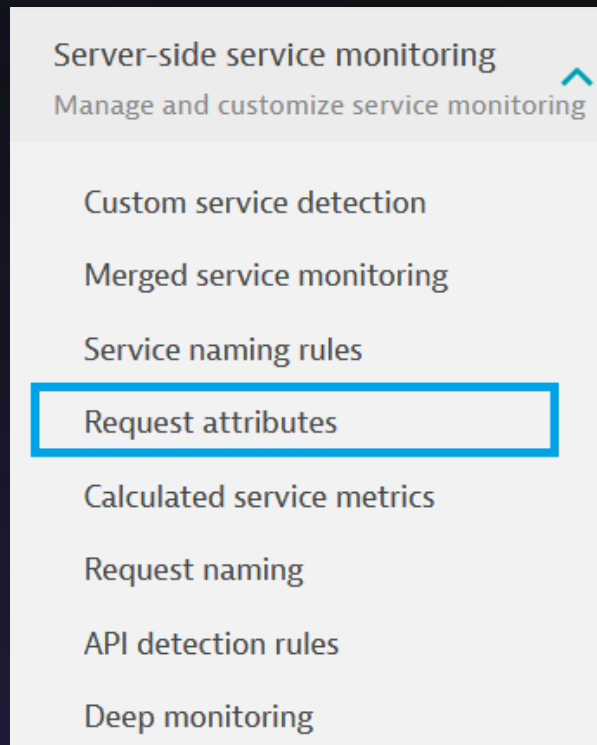 Server-side service monitoring
Manage and customize service monitoring
Custom service detection
Merged service monitoring
Service naming rules
Request attributes
Calculated service metrics
Request naming
API detection rules
Deep monitoring